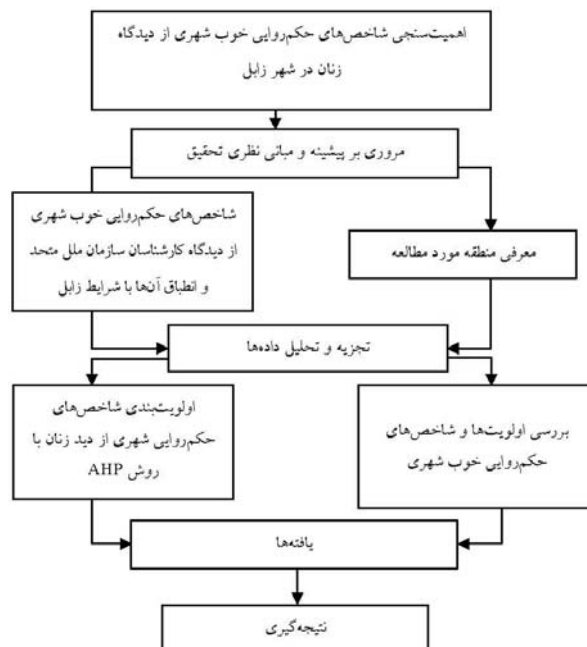 اهمیت‌سنجی شاخص‌های حکم‌روایی خوب شهری از دیدگاه
زنان در شهر زابل
مروری بر پیشینه و مبانی نظری تحقیق
شاخص‌های حکم‌روایی خوب شهری
از دیدگاه کارشناسان سازمان ملل متحد
و انطباق آن‌ها با شرایط زابل
معرفی منطقه مورد مطالعه
تجزیه و تحلیل داده‌ها
بررسی اولویت‌ها و شاخص‌های
حکم‌روایی خوب شهری
اولویت‌بندی شاخص‌های
حکم‌روایی شهری از دید زنان با
روش AHP
یافته‌ها
نتیجه‌گیری